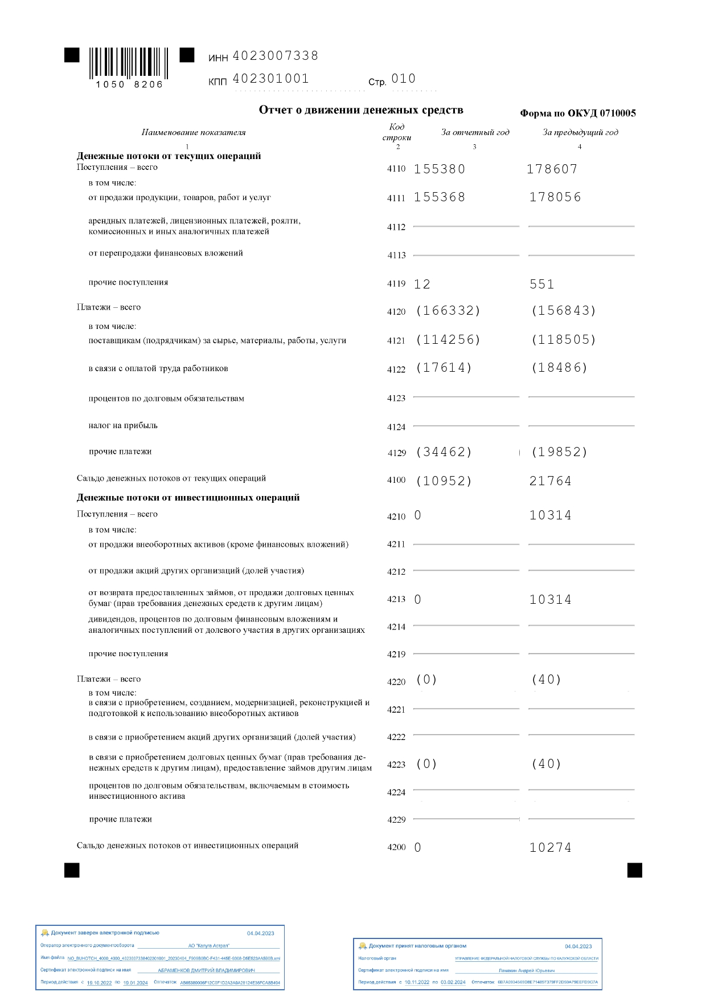 ИНН 4023007338
1050 8206
КПП 402301001 Стр. 010
Отчет о движении денежных средств Форма по ОКУД 0710005
Наименование показателя Код строки За отчетный год За предыдущий год
1 2 3 4
Денежные потоки от текущих операций
Поступления – всего 4110 155380 178607
в том числе:
от продажи продукции, товаров, работ и услуг 4111 155368 178056
арендных платежей, лицензионных платежей, роялти,
комиссионных и иных аналогичных платежей 4112
от перепродажи финансовых вложений 4113
прочие поступления 4119 12 551
Платежи – всего 4120 (166332) (156843)
в том числе:
поставщикам (подрядчикам) за сырье, материалы, работы, услуги 4121 (114256) (118505)
в связи с оплатой труда работников 4122 (17614) (18486)
процентов по долговым обязательствам 4123
налог на прибыль 4124
прочие платежи 4129 (34462) (19852)
Сальдо денежных потоков от текущих операций 4100 (10952) 21764
Денежные потоки от инвестиционных операций
Поступления – всего 4210 0 10314
в том числе:
от продажи внеоборотных активов (кроме финансовых вложений) 4211
от продажи акций других организаций (долей участия) 4212
от возврата предоставленных займов, от продажи долговых ценных
бумаг (прав требования денежных средств к другим лицам) 4213 0 10314
дивидендов, процентов по долговым финансовым вложениям и
аналогичных поступлений от долевого участия в других организациях 4214
прочие поступления 4219
Платежи – всего 4220 (0) (40)
в том числе:
в связи с приобретением, созданием, модернизацией, реконструкцией и
подготовкой к использованию внеоборотных активов 4221
в связи с приобретением акций других организаций (долей участия) 4222
в связи с приобретением долговых ценных бумаг (прав требования де-
нежных средств к другим лицам), предоставление займов другим лицам 4223 (0) (40)
процентов по долговым обязательствам, включаемым в стоимость
инвестиционного актива 4224
прочие платежи 4229
Сальдо денежных потоков от инвестиционных операций 4200 0 10274
Документ заверен электронной подписью 04.04.2023
Оператор электронного документооборота АО "Калуга Астрал"
Имя файла NO_BUHOTCH_4000_4000_4023007338402301001_20230404_F909B0BC-F431-445E-9308-D5E523AA590B.xml
Сертификат электронной подписи на имя АБРАМЕНКОВ ДМИТРИЙ ВЛАДИМИРОВИЧ
Период действия с 19.10.2022 по 19.01.2024 Отпечаток AB65389906F12C0F1D2A3A9A28124E36FCA8B494
Документ принят налоговым органом 04.04.2023
Налоговый орган УПРАВЛЕНИЕ ФЕДЕРАЛЬНОЙ НАЛОГОВОЙ СЛУЖБЫ ПО КАЛУЖСКОЙ ОБЛАСТИ
Сертификат электронной подписи на имя Ламакин Андрей Юрьевич
Период действия с 10.11.2022 по 03.02.2024 Отпечаток 6B7A0934569D8E714897379FF2D59A79EEFD9C7A